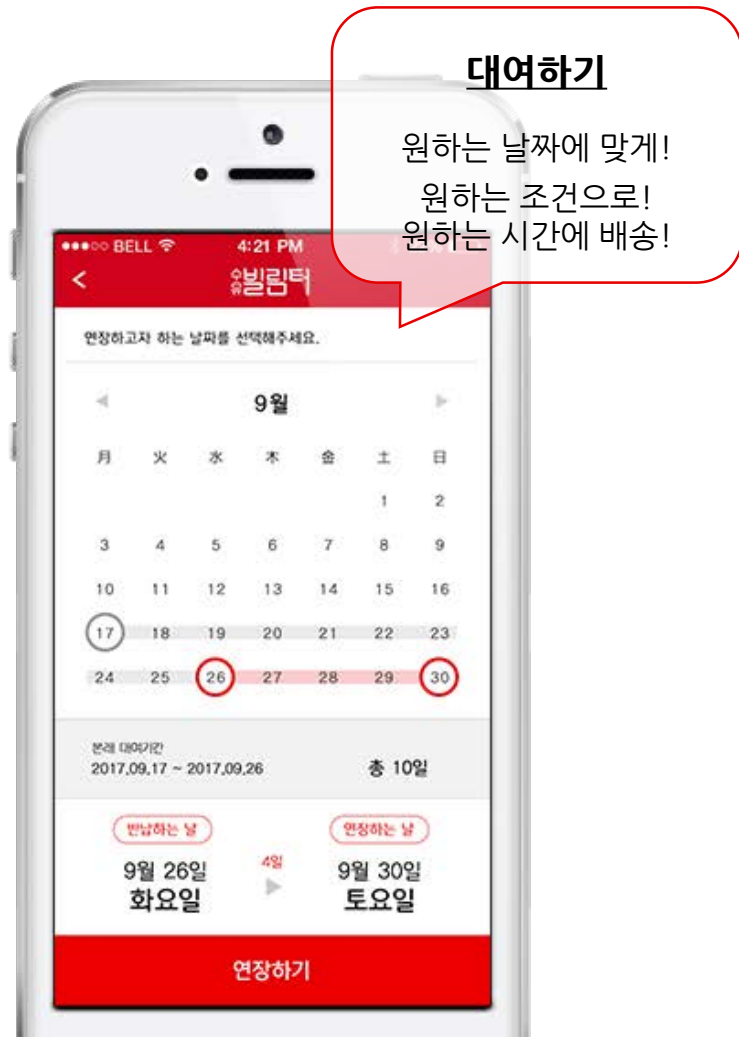 대여하기
원하는 날짜에 맞게!
원하는 조건으로!
원하는 시간에 배송!
BELL 4:21 PM
< 수유빌림터
연장하고자 하는 날짜를 선택해주세요.
9월
月 火 水 木 金 土 日
1 2
3 4 5 6 7 8 9
10 11 12 13 14 15 16
17 18 19 20 21 22 23
24 25 26 27 28 29 30
본래 대여기간
2017.09.17 ~ 2017.09.26 총 10일
반납하는 날 연장하는 날
9월 26일 4일 9월 30일
화요일 토요일
연장하기